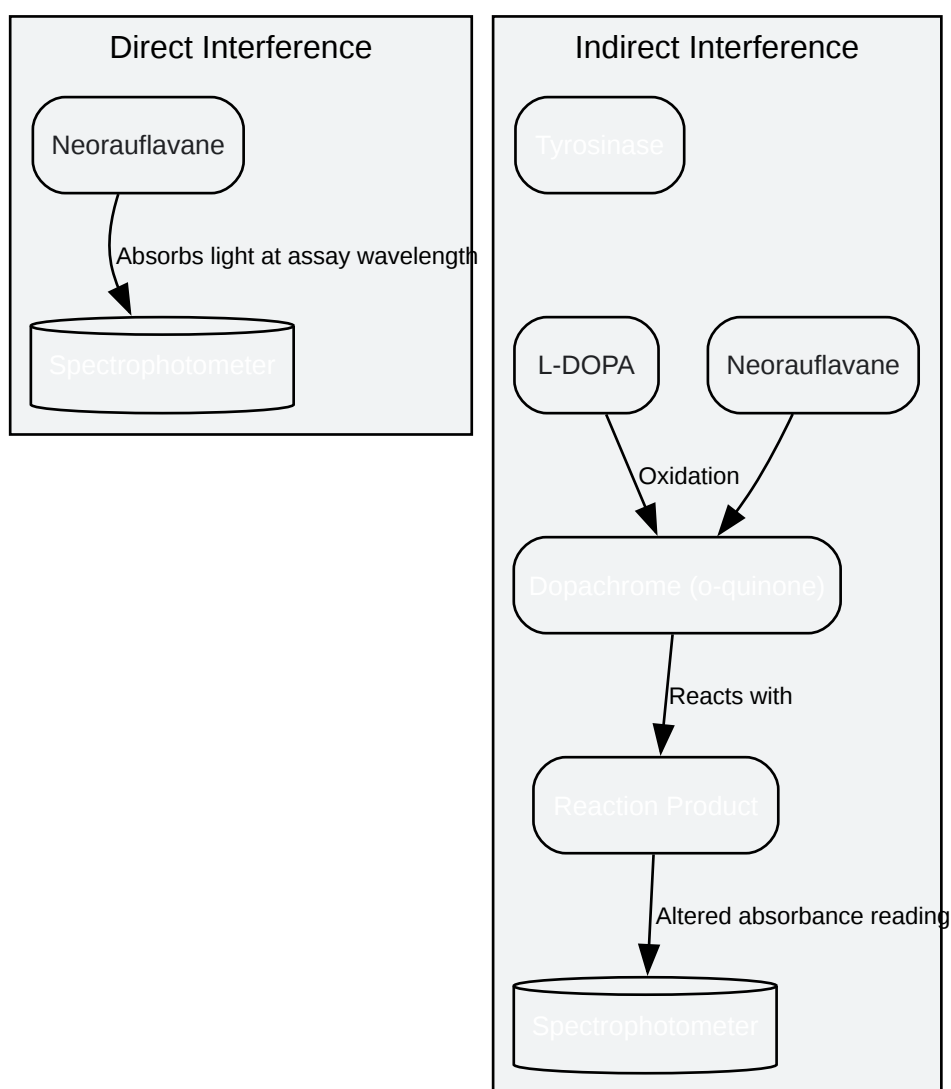 Direct Interference
Neorauflavane
Absorbs light at assay wavelength
Spectrophotometer
Indirect Interference
Tyrosinase
L-DOPA
Neorauflavane
Oxidation
Dopachrome (o-quinone)
Reacts with
Reaction Product
Altered absorbance reading
Spectrophotometer